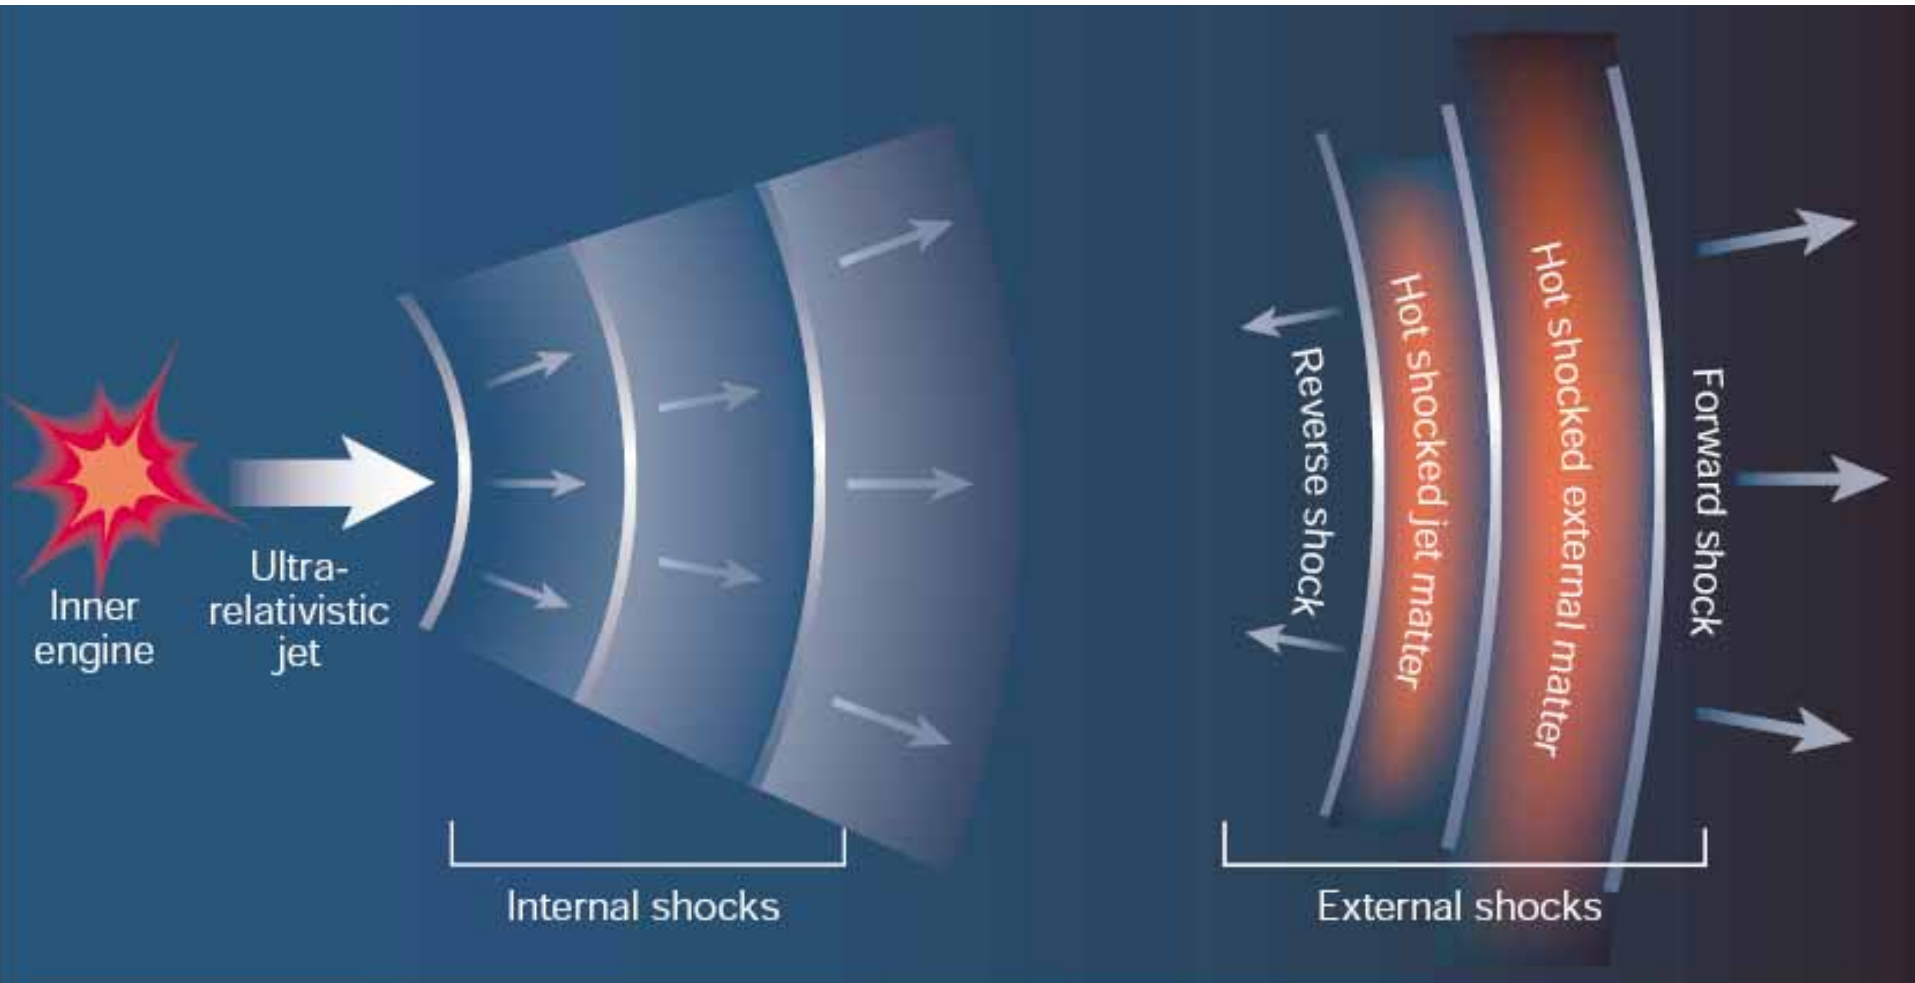 Inner
engine
Ultra-
relativistic
jet
Internal shocks
Reverse shock
Hot shocked jet matter
Hot shocked external matter
Forward shock
External shocks